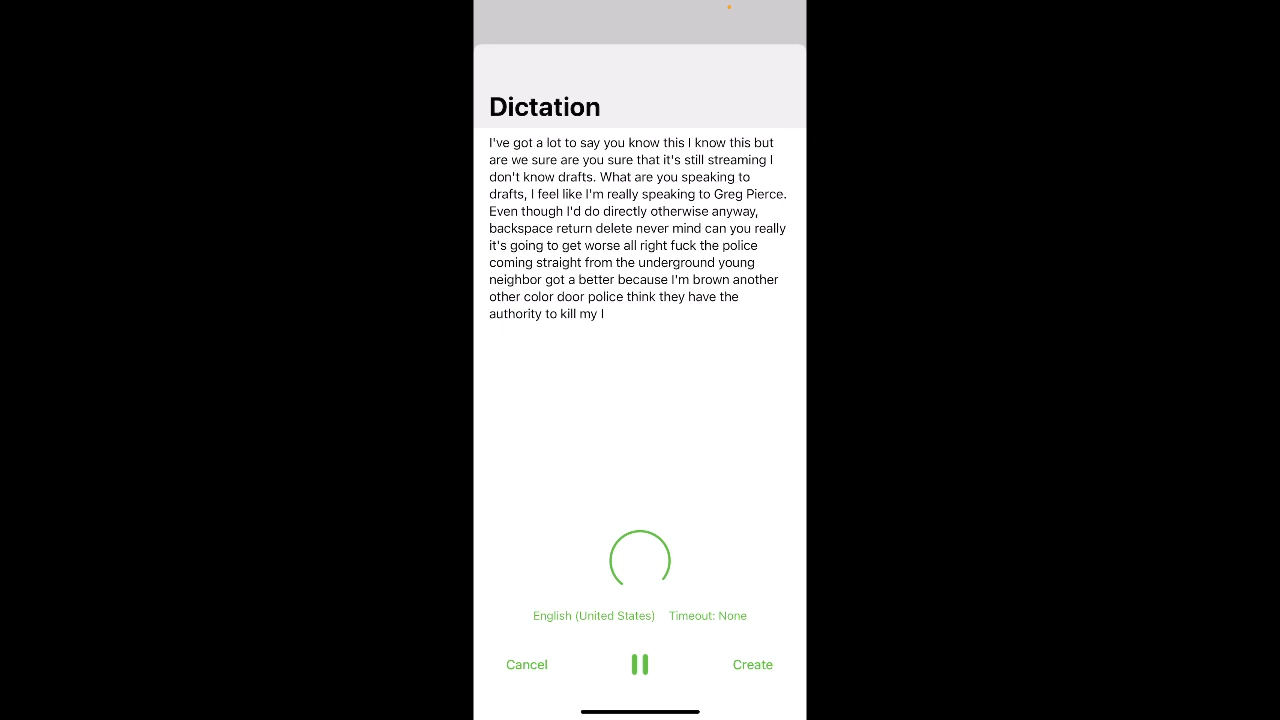 Dictation
I've got a lot to say you know this I know this but
are we sure are you sure that it's still streaming I
don't know drafts. What are you speaking to
drafts, I feel like I'm really speaking to Greg Pierce.
Even though I'd do directly otherwise anyway,
backspace return delete never mind can you really
it's going to get worse all right fuck the police
coming straight from the underground young
neighbor got a better because I'm brown another
other color door police think they have the
authority to kill my I
English (United States) Timeout: None
Cancel Create